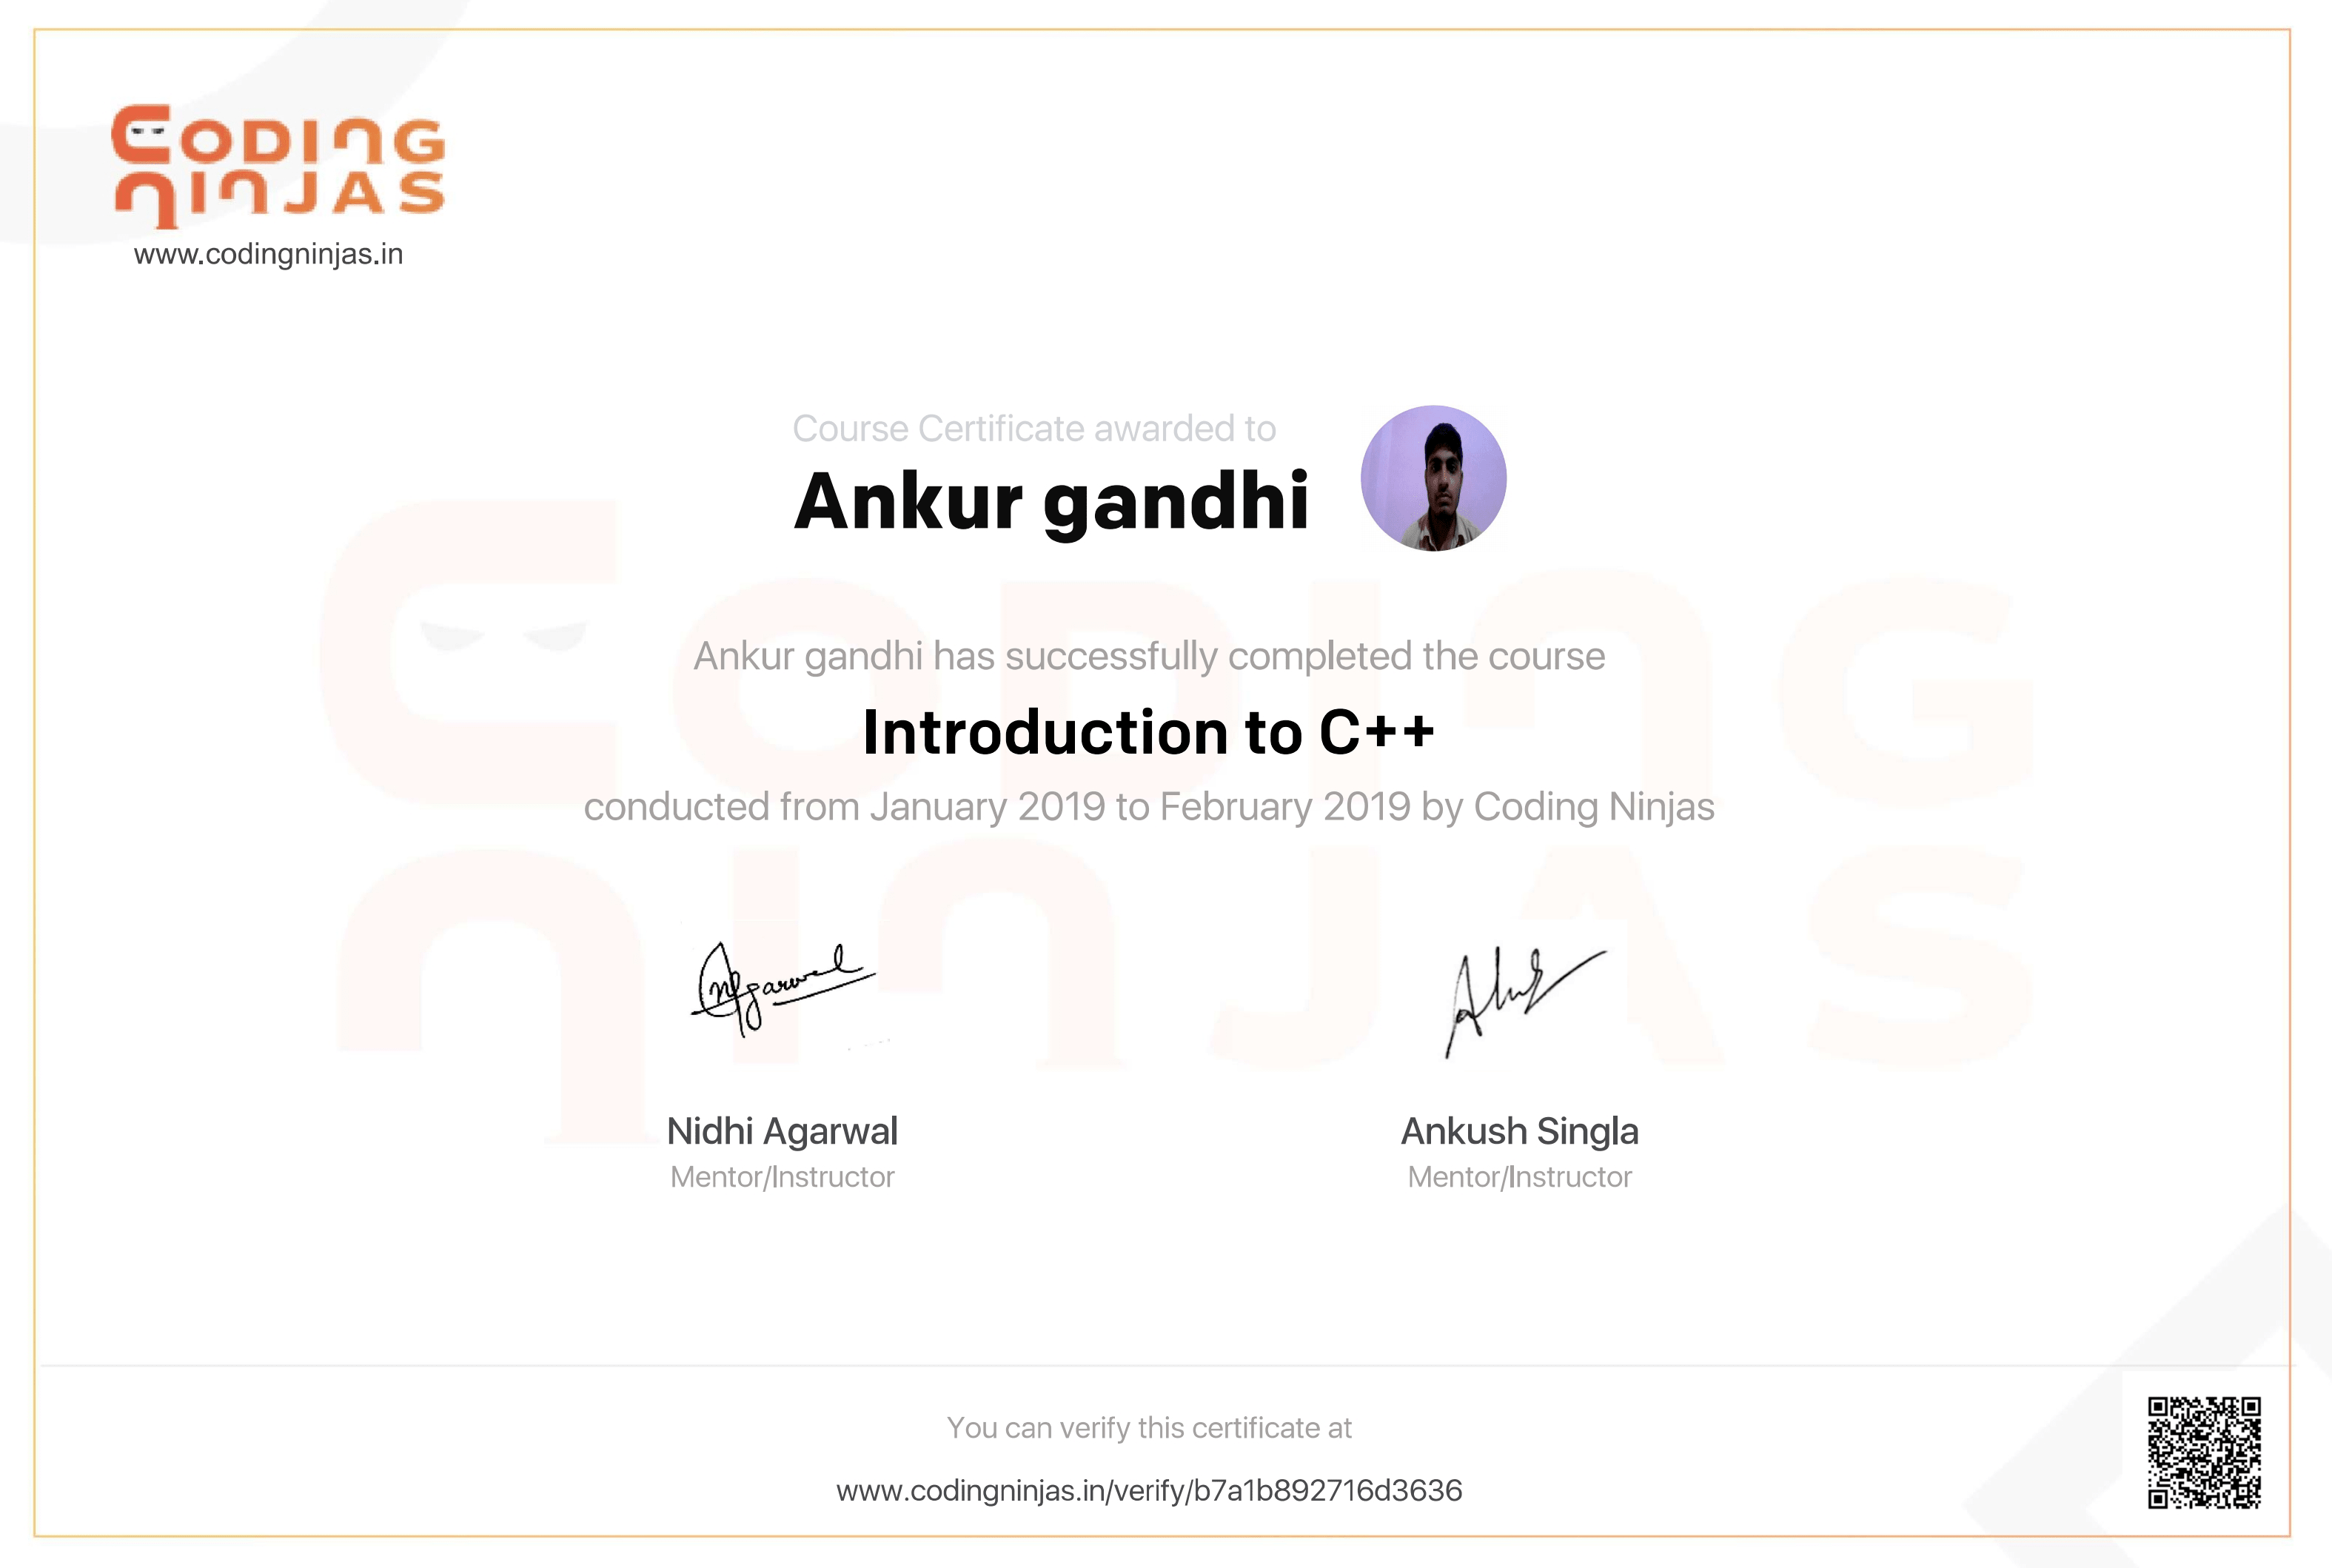 CODING
NINJAS
www.codingninjas.in
Course Certificate awarded to
Ankur gandhi
Ankur gandhi has successfully completed the course
Introduction to C++
conducted from January 2019 to February 2019 by Coding Ninjas
Nidhi Agarwal
Mentor/Instructor
Ankush Singla
Mentor/Instructor
You can verify this certificate at
www.codingninjas.in/verify/b7a1b892716d3636